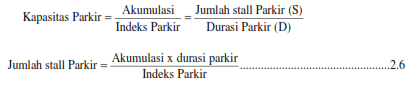 Kapasitas Parkir = Akumulasi / Indeks Parkir = Jumlah stall Parkir (S) / Durasi Parkir (D)
Jumlah stall Parkir = Akumulasi x durasi parkir / Indeks Parkir ..................................................2.6